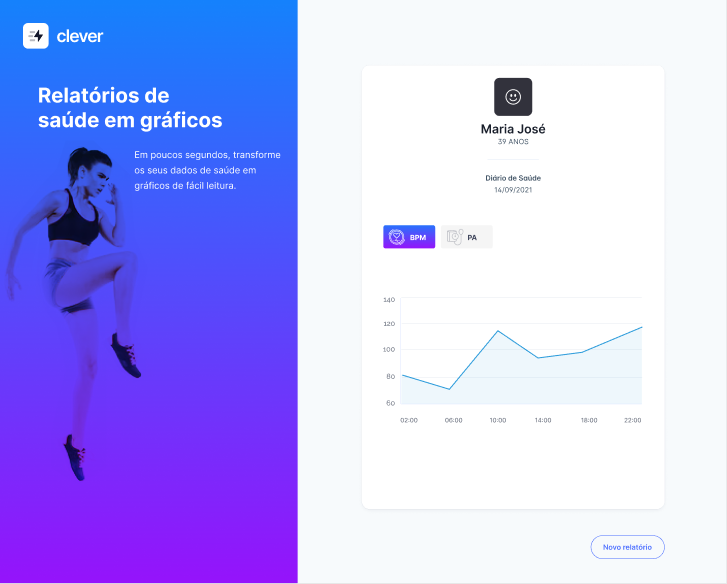 clever
Relatórios de
saúde em gráficos
Em poucos segundos, transforme
os seus dados de saúde em
gráficos de fácil leitura.
Maria José
39 ANOS
Diário de Saúde
14/09/2021
BPM
PA
140
120
100
80
60
02:00 06:00 10:00 14:00 18:00 22:00
Novo relatório